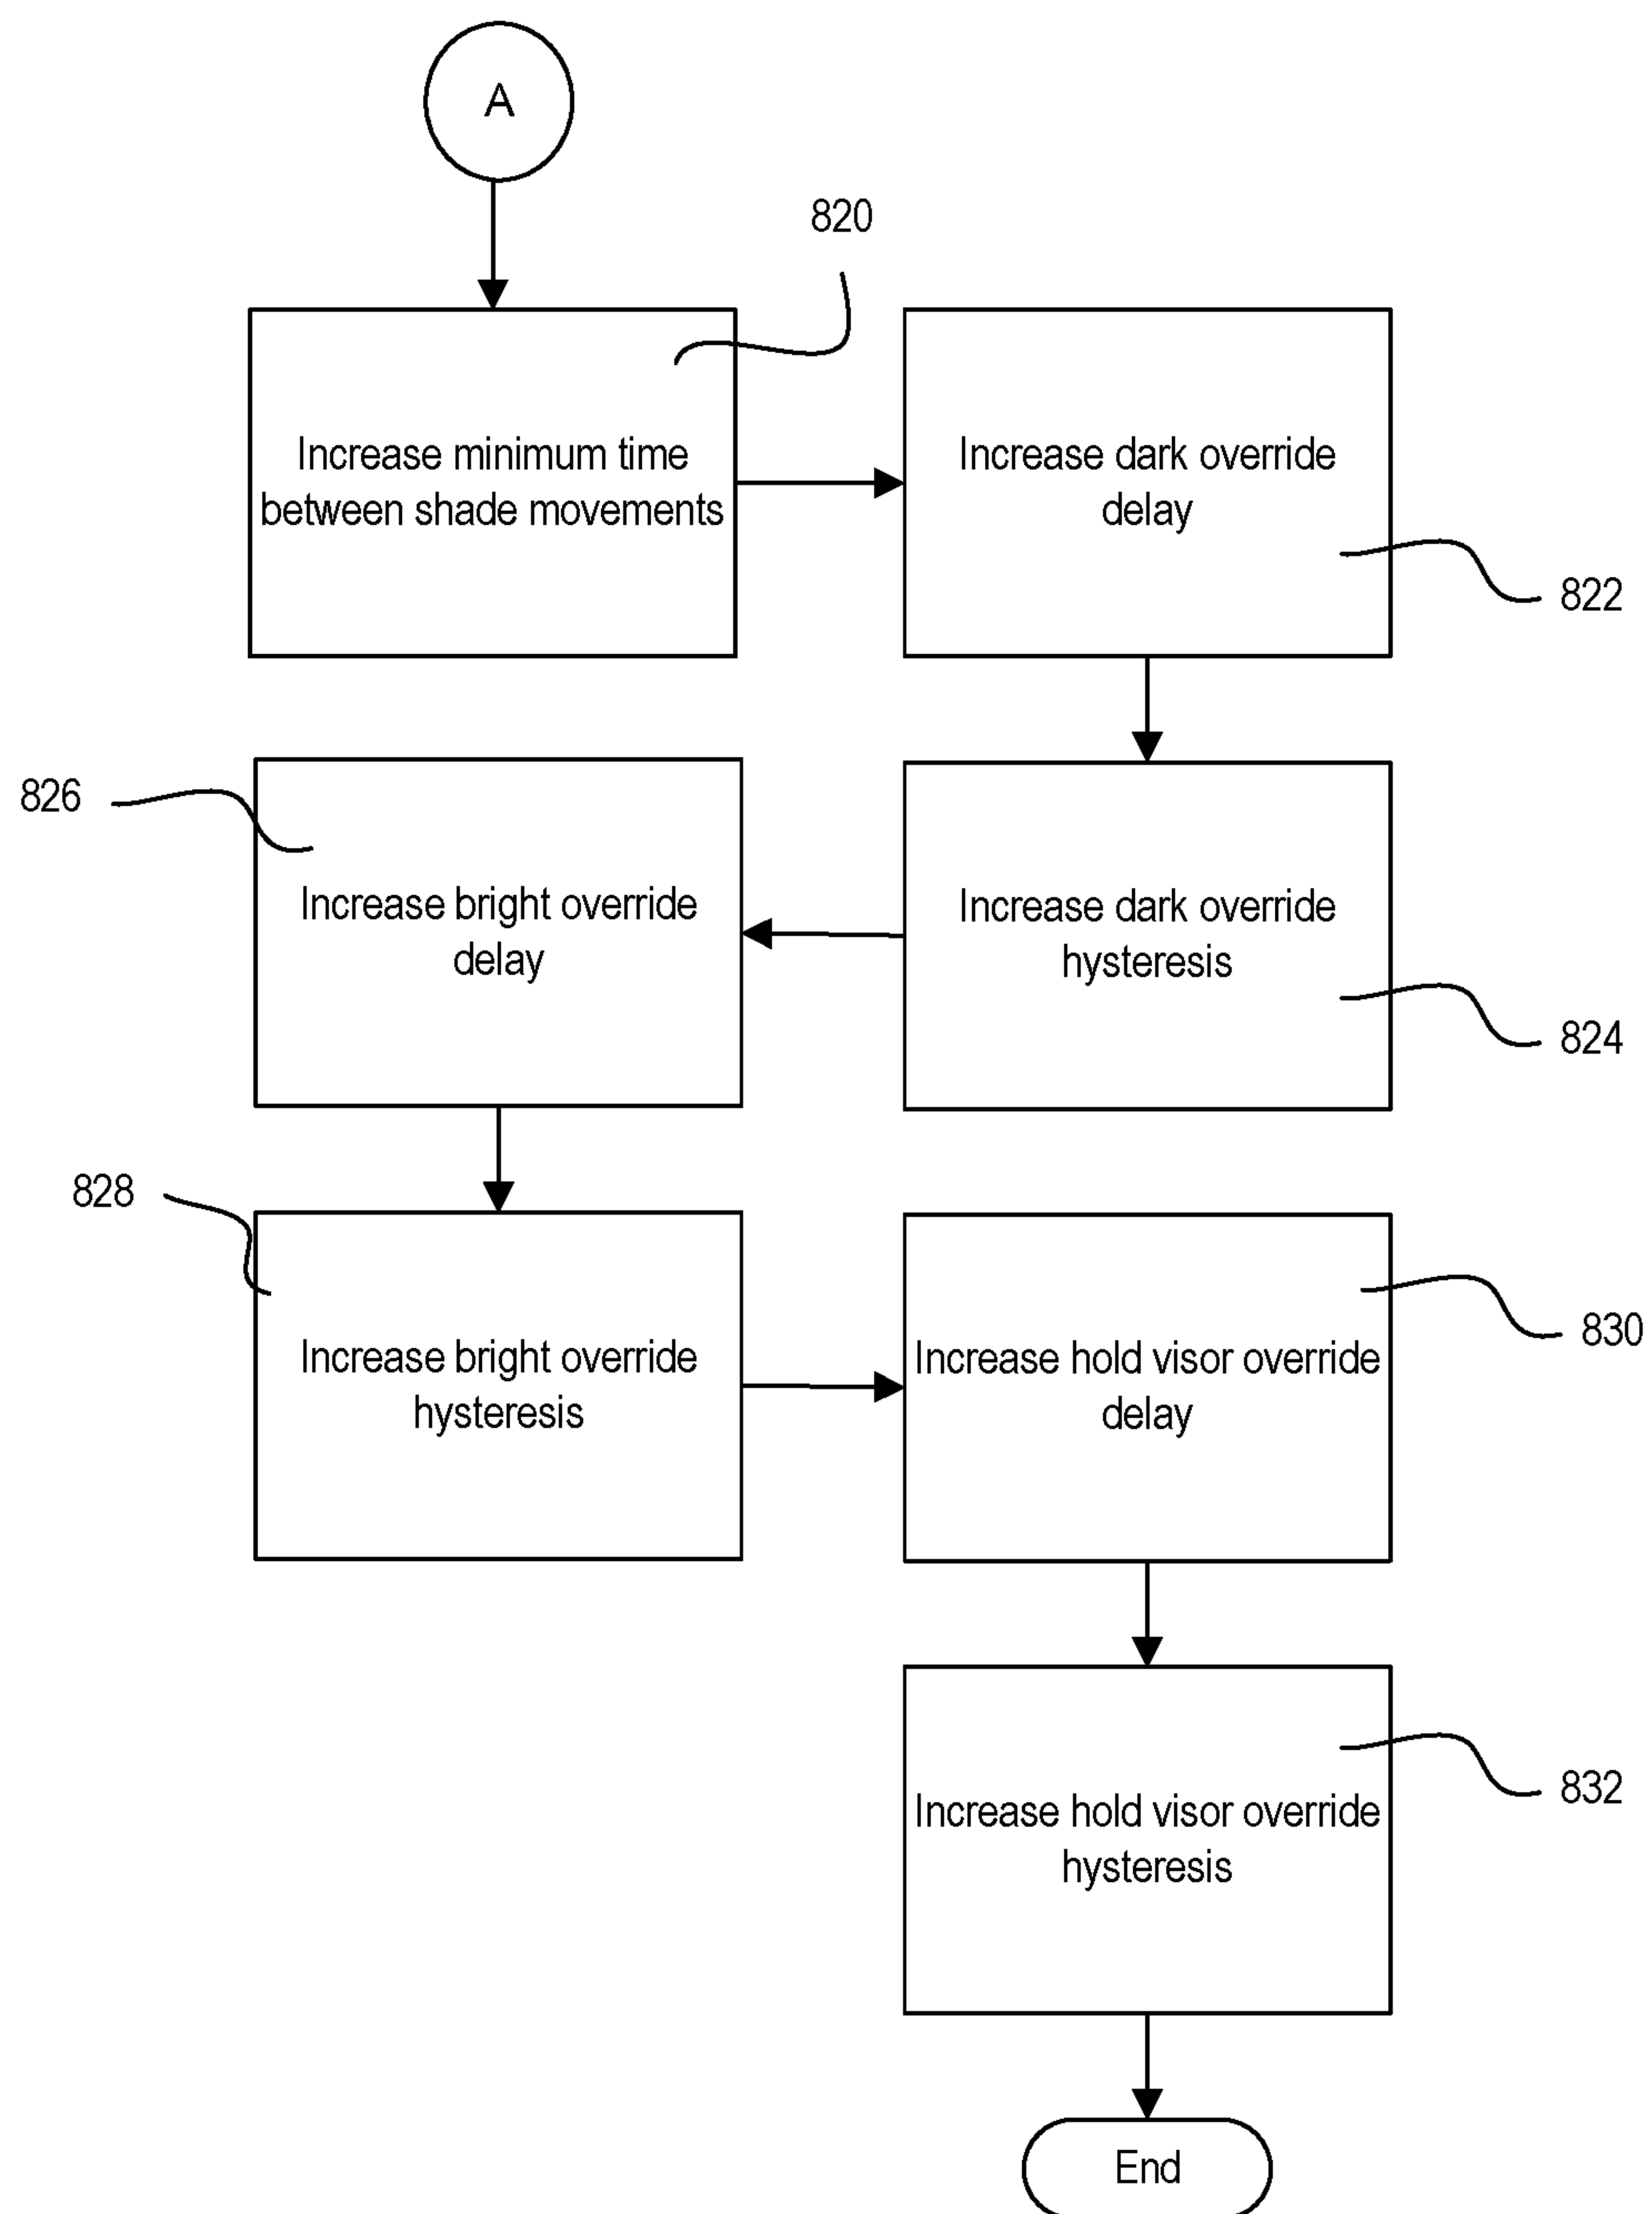 A
820
Increase minimum time
between shade movements
Increase dark override
delay
822
Increase dark override
hysteresis
824
826
Increase bright override
delay
828
Increase bright override
hysteresis
Increase hold visor override
delay
830
Increase hold visor override
hysteresis
832
End